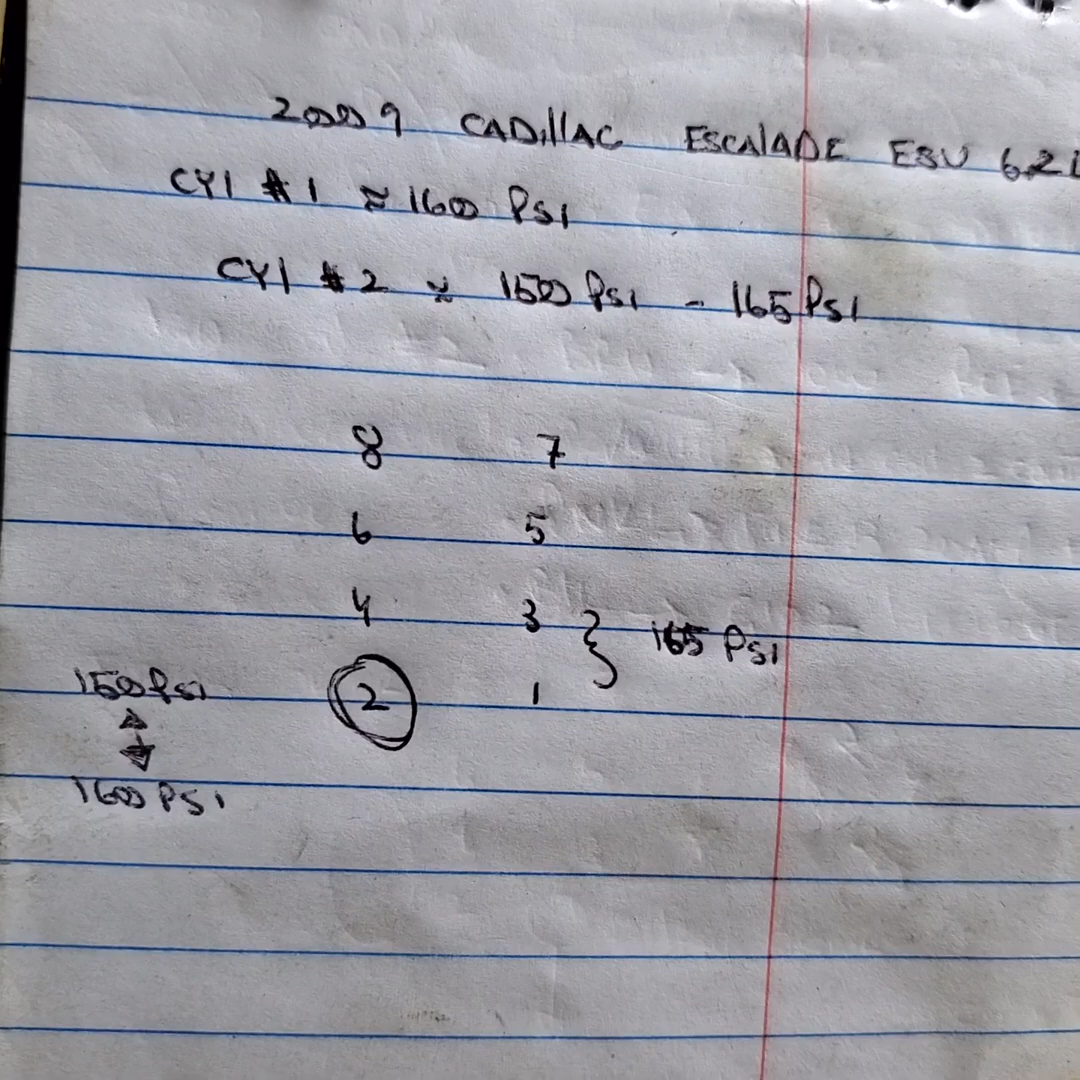 2009 CADillAC ESCAlADE ESV 6.2L
CYl #1 ≈ 160 PSI
CYl #2 ≈ 150 PSI - 165 PSI
8 7
6 5
4 3 } 165 PSI
150 PSI 2 1
160 PSI